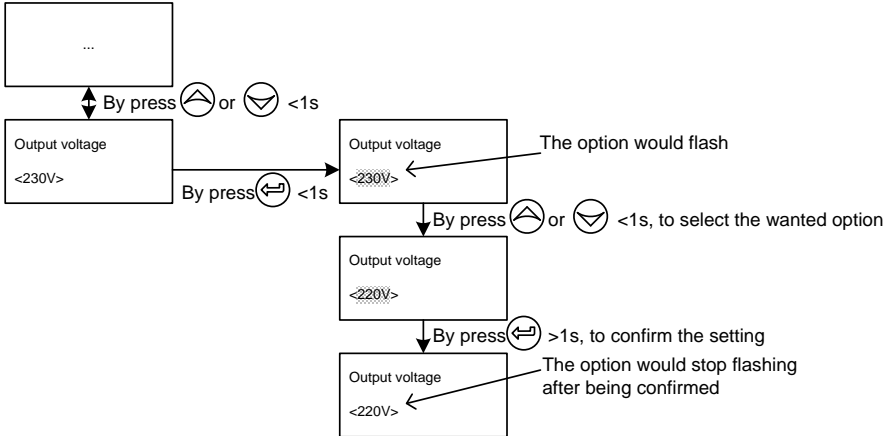 ...
By press or <1s
Output voltage
<230V>
By press <1s
Output voltage
<230V>
The option would flash
By press or <1s, to select the wanted option
Output voltage
<220V>
By press >1s, to confirm the setting
Output voltage
<220V>
The option would stop flashing
after being confirmed